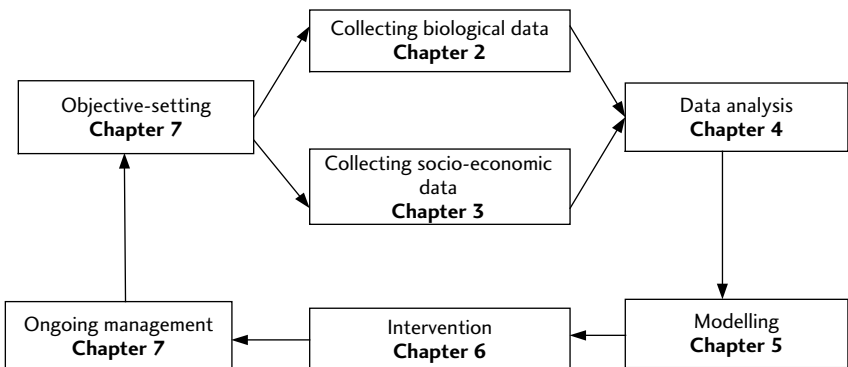 Collecting biological data
Chapter 2
Objective-setting
Chapter 7
Data analysis
Chapter 4
Collecting socio-economic
data
Chapter 3
Ongoing management
Chapter 7
Intervention
Chapter 6
Modelling
Chapter 5